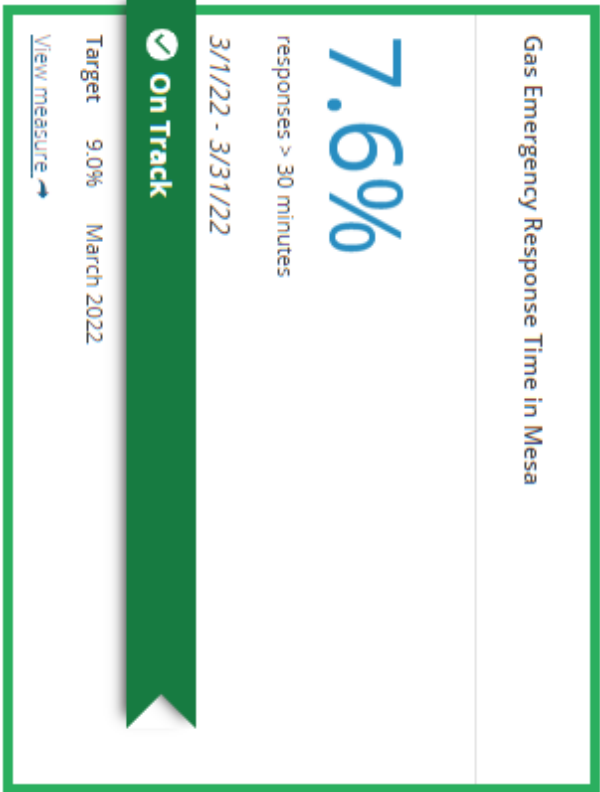 Gas Emergency Response Time in Mesa
7.6%
responses > 30 minutes
3/1/22 - 3/31/22
On Track
Target 9.0% March 2022
View measure